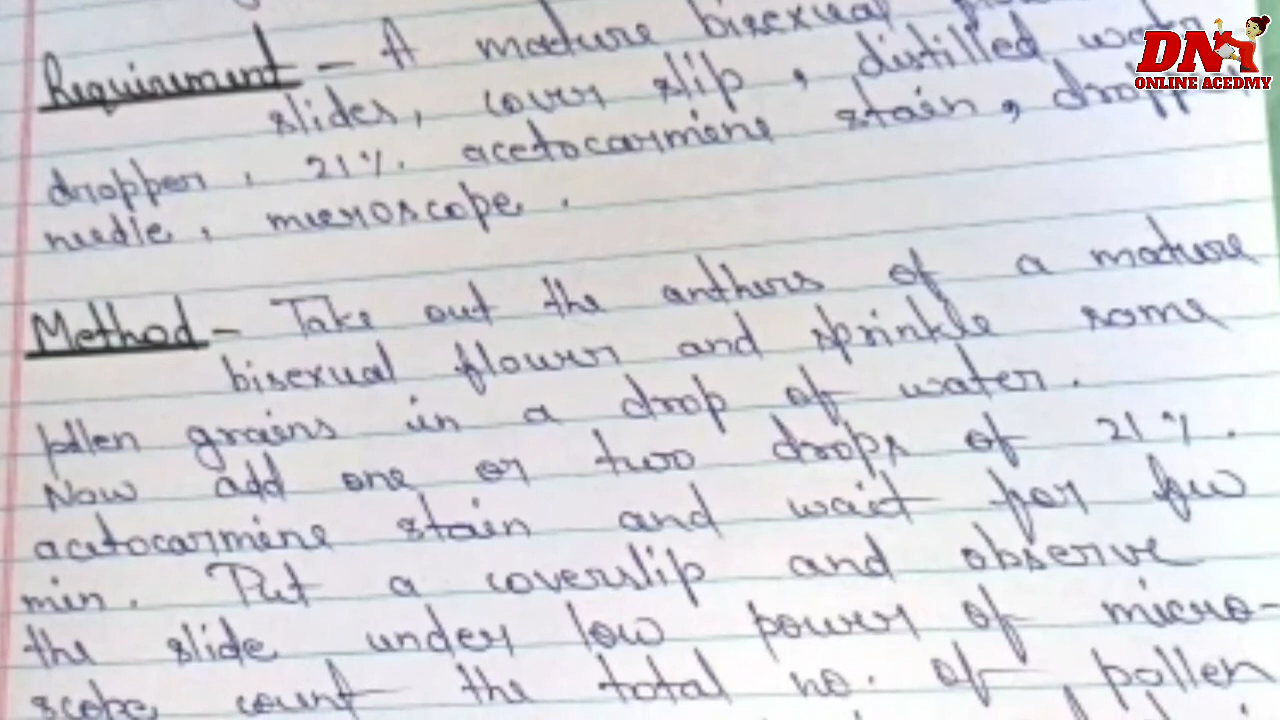 DNA
ONLINE ACEDMY
Requirement - A mature bisexual
slides, cover slip, distilled water
dropper, 21%. acetocarmine stain, dropp
needle, microscope.
Method - Take out the anthers of a mature
bisexual flower and sprinkle some
pollen grains in a drop of water.
Now add one or two drops of 21%.
acetocarmine stain and wait for few
min. Put a coverslip and observe
the slide under low power of micro-
scope count the total no. of pollen